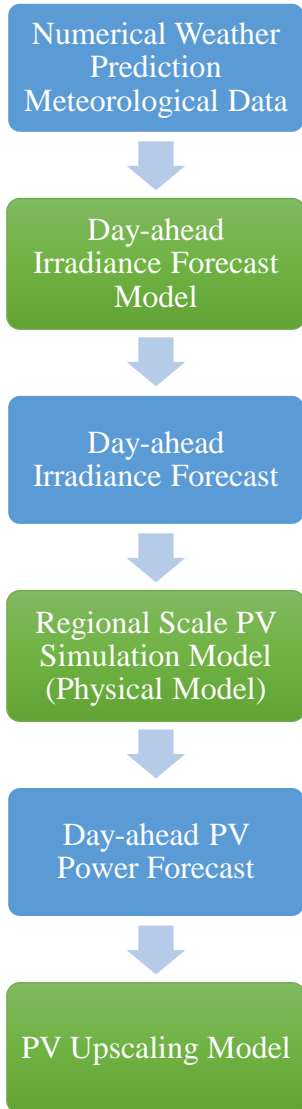 Numerical Weather
Prediction
Meteorological Data
Day-ahead
Irradiance Forecast
Model
Day-ahead
Irradiance Forecast
Regional Scale PV
Simulation Model
(Physical Model)
Day-ahead PV
Power Forecast
PV Upscaling Model